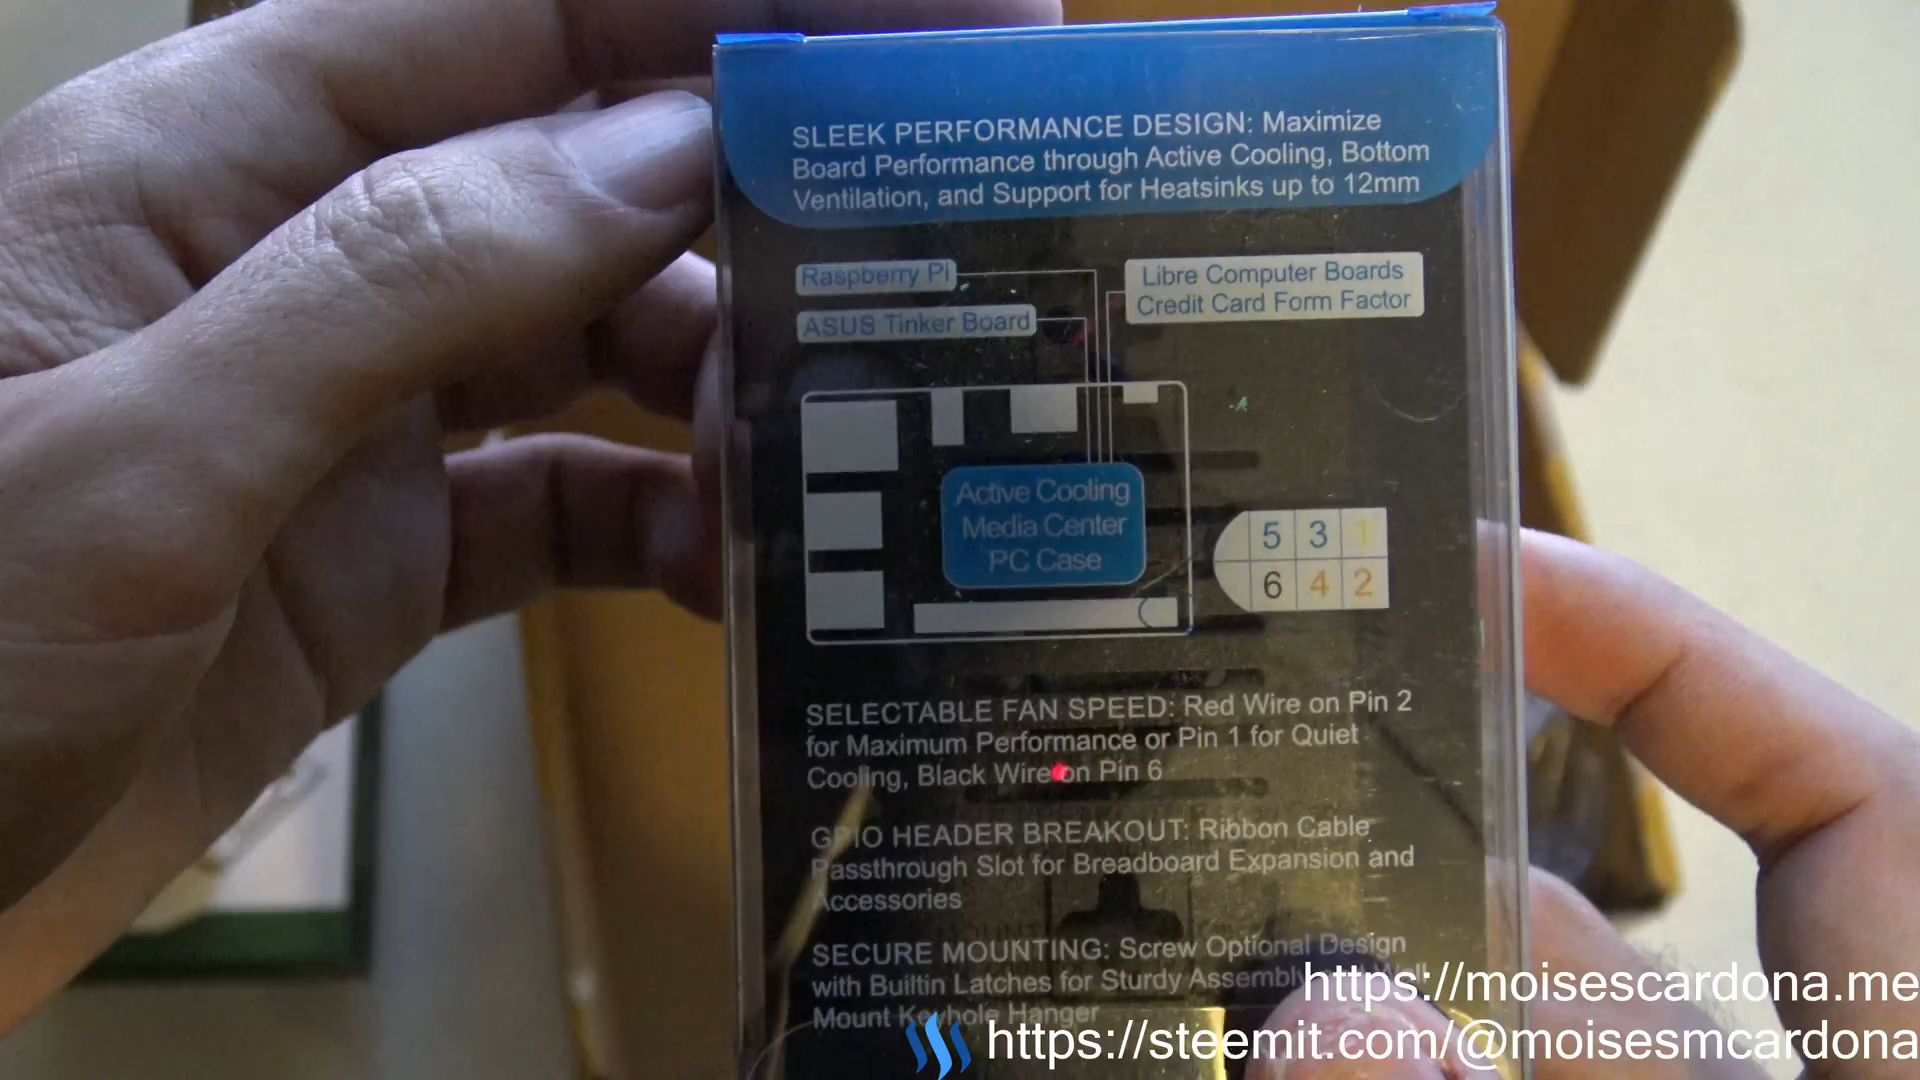 SLEEK PERFORMANCE DESIGN: Maximize
Board Performance through Active Cooling, Bottom
Ventilation, and Support for Heatsinks up to 12mm
Raspberry Pi
ASUS Tinker Board
Libre Computer Boards
Credit Card Form Factor
Active Cooling
Media Center
PC Case
5 3 1
6 4 2
SELECTABLE FAN SPEED: Red Wire on Pin 2
for Maximum Performance or Pin 1 for Quiet
Cooling, Black Wire on Pin 6
GPIO HEADER BREAKOUT: Ribbon Cable
Passthrough Slot for Breadboard Expansion and
Accessories
SECURE MOUNTING: Screw Optional Design
with Builtin Latches for Sturdy Assembly
Mount Keyhole Hanger
https://moisescardona.me
https://steemit.com/@moisesmcardona